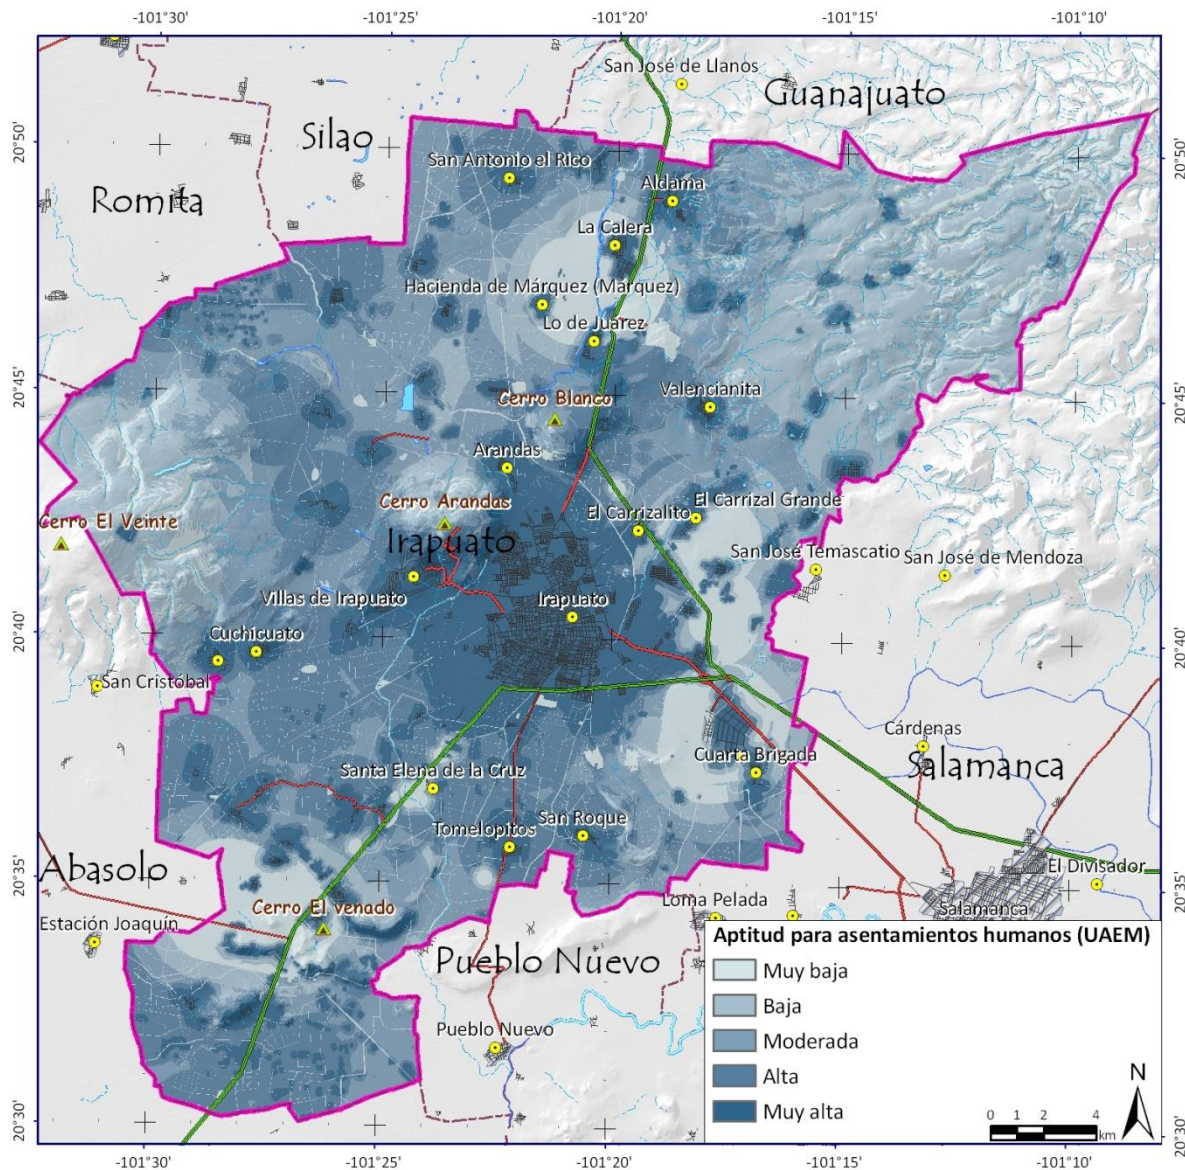 -101°30'
-101°25'
-101°20'
-101°15'
-101°10'
San José de Llanos
Guanajuato
Silao
20°50'
20°50'
San Antonio el Rico
Romita
Aldama
La Calera
Hacienda de Márquez (Márquez)
Lo de Juárez
20°45'
20°45'
Valencianita
Cerro Blanco
Arandas
Cerro Arandas
El Carrizal Grande
El Carrizalito
Cerro El Veinte
Irapuato
San José Temascatio
San José de Mendoza
Villas de Irapuato
Irapuato
20°40'
20°40'
Cuchicuato
San Cristóbal
Cárdenas
Cuarta Brigada
Salamanca
Santa Elena de la Cruz
San Roque
Tomelopitos
20°35'
20°35'
Abasolo
El Divisador
Loma Pelada
Salamanca
Cerro El venado
Estación Joaquín
Pueblo Nuevo
Pueblo Nuevo
Aptitud para asentamientos humanos (UAEM)
Muy baja
Baja
Moderada
Alta
Muy alta
N
0 1 2 4
km
20°30'
20°30'
-101°30'
-101°25'
-101°20'
-101°15'
-101°10'